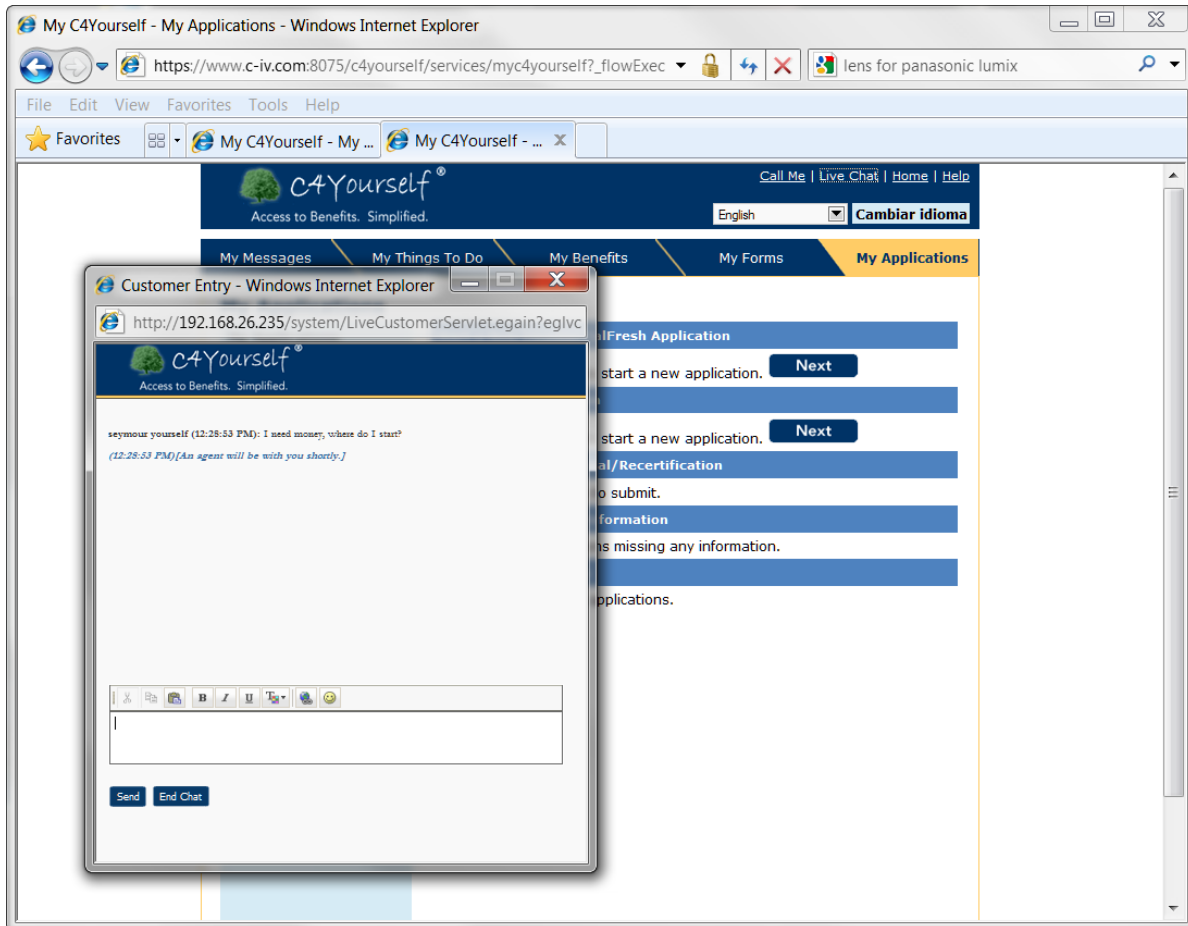 My C4Yourself - My Applications - Windows Internet Explorer
https://www.c-iv.com:8075/c4yourself/services/myc4yourself?_flowExec
lens for panasonic lumix
File Edit View Favorites Tools Help
Favorites
My C4Yourself - My ...
My C4Yourself - ... X
C4Yourself®
Access to Benefits. Simplified.
Call Me | Live Chat | Home | Help
English
Cambiar idioma
My Messages
My Things To Do
My Benefits
My Forms
My Applications
Customer Entry - Windows Internet Explorer
http://192.168.26.235/system/LiveCustomerServlet.egain?eglvc
C4Yourself®
Access to Benefits. Simplified.
seymour yourself (12:28:53 PM): I need money, where do I start?
(12:28:53 PM)[An agent will be with you shortly.]
B I U T
Send End Chat
lFresh Application
start a new application. Next
start a new application. Next
al/Recertification
o submit.
formation
ns missing any information.
pplications.